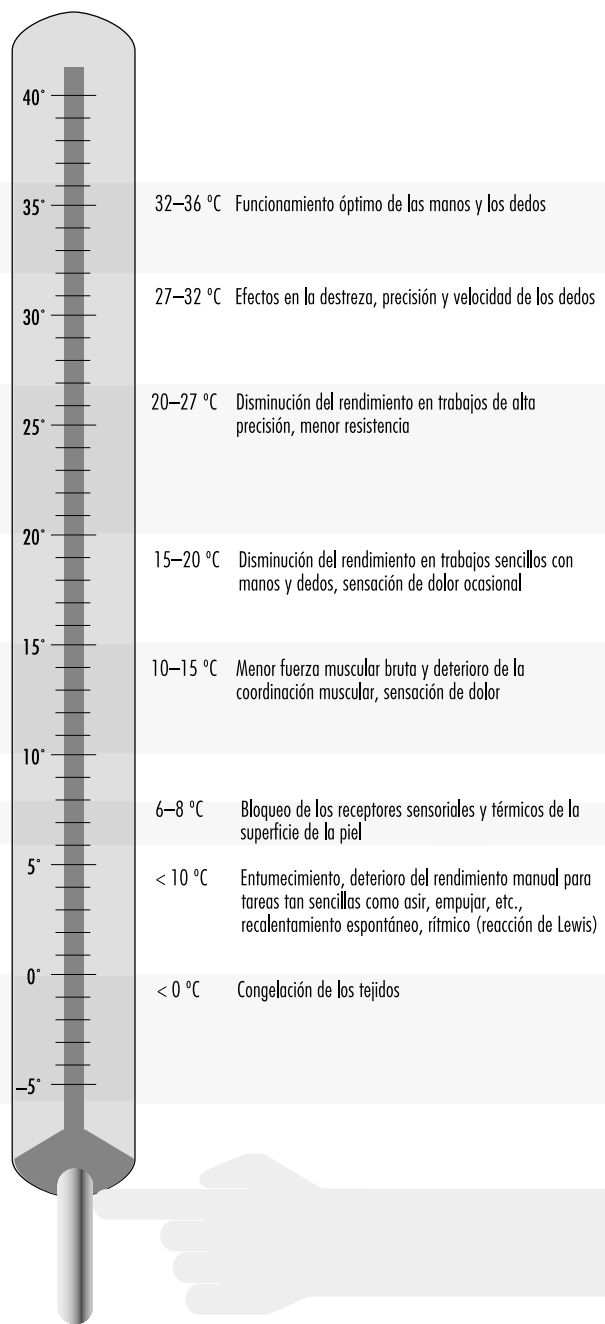 40°
35°
32–36 °C Funcionamiento óptimo de las manos y los dedos
27–32 °C Efectos en la destreza, precisión y velocidad de los dedos
30°
20–27 °C Disminución del rendimiento en trabajos de alta
precisión, menor resistencia
25°
20°
15–20 °C Disminución del rendimiento en trabajos sencillos con
manos y dedos, sensación de dolor ocasional
15°
10–15 °C Menor fuerza muscular bruta y deterioro de la
coordinación muscular, sensación de dolor
10°
6–8 °C Bloqueo de los receptores sensoriales y térmicos de la
superficie de la piel
5°
< 10 °C Entumecimiento, deterioro del rendimiento manual para
tareas tan sencillas como asir, empujar, etc.,
recalentamiento espontáneo, rítmico (reacción de Lewis)
0°
< 0 °C Congelación de los tejidos
–5°